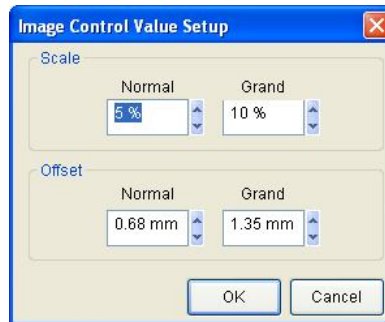 Image Control Value Setup
Scale
Normal Grand
5 % 10 %
Offset
Normal Grand
0.68 mm 1.35 mm
OK Cancel